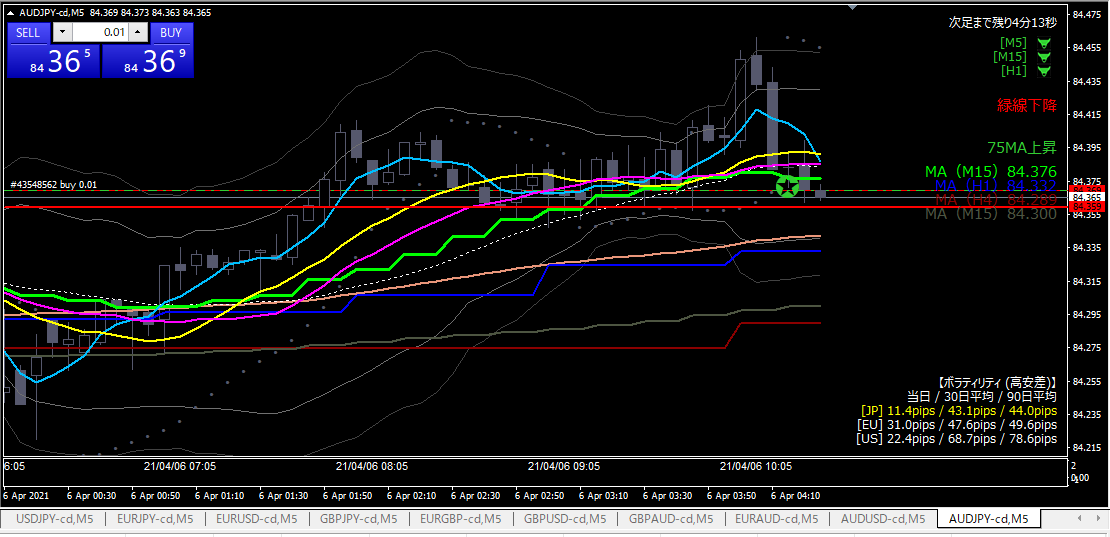 AUDJPY-cd,M5 84.369 84.373 84.363 84.365
SELL 0.01 BUY
84 36 5 84 36 9
次足まで残り4分13秒
[M5]
[M15]
[H1]
緑線下降
75MA上昇
MA（M15）84.376
MA（H1）84.332
MA（H4）84.289
MA（M15）84.300
#43548562 buy 0.01
84.475
84.455
84.435
84.415
84.395
84.375
84.365
84.355
84.335
84.315
84.295
84.275
84.255
84.235
84.215
【ボラティリティ (高安差)】
当日 / 30日平均 / 90日平均
[JP] 11.4pips / 43.1pips / 44.0pips
[EU] 31.0pips / 47.6pips / 49.6pips
[US] 22.4pips / 68.7pips / 78.6pips
6:05 21/04/06 07:05 21/04/06 08:05 21/04/06 09:05 21/04/06 10:05
2
0.00
6 Apr 2021 6 Apr 00:30 6 Apr 00:50 6 Apr 01:10 6 Apr 01:30 6 Apr 01:50 6 Apr 02:10 6 Apr 02:30 6 Apr 02:50 6 Apr 03:10 6 Apr 03:30 6 Apr 03:50 6 Apr 04:10
USDJPY-cd,M5 EURJPY-cd,M5 EURUSD-cd,M5 GBPJPY-cd,M5 EURGBP-cd,M5 GBPUSD-cd,M5 GBPAUD-cd,M5 EURAUD-cd,M5 AUDUSD-cd,M5 AUDJPY-cd,M5